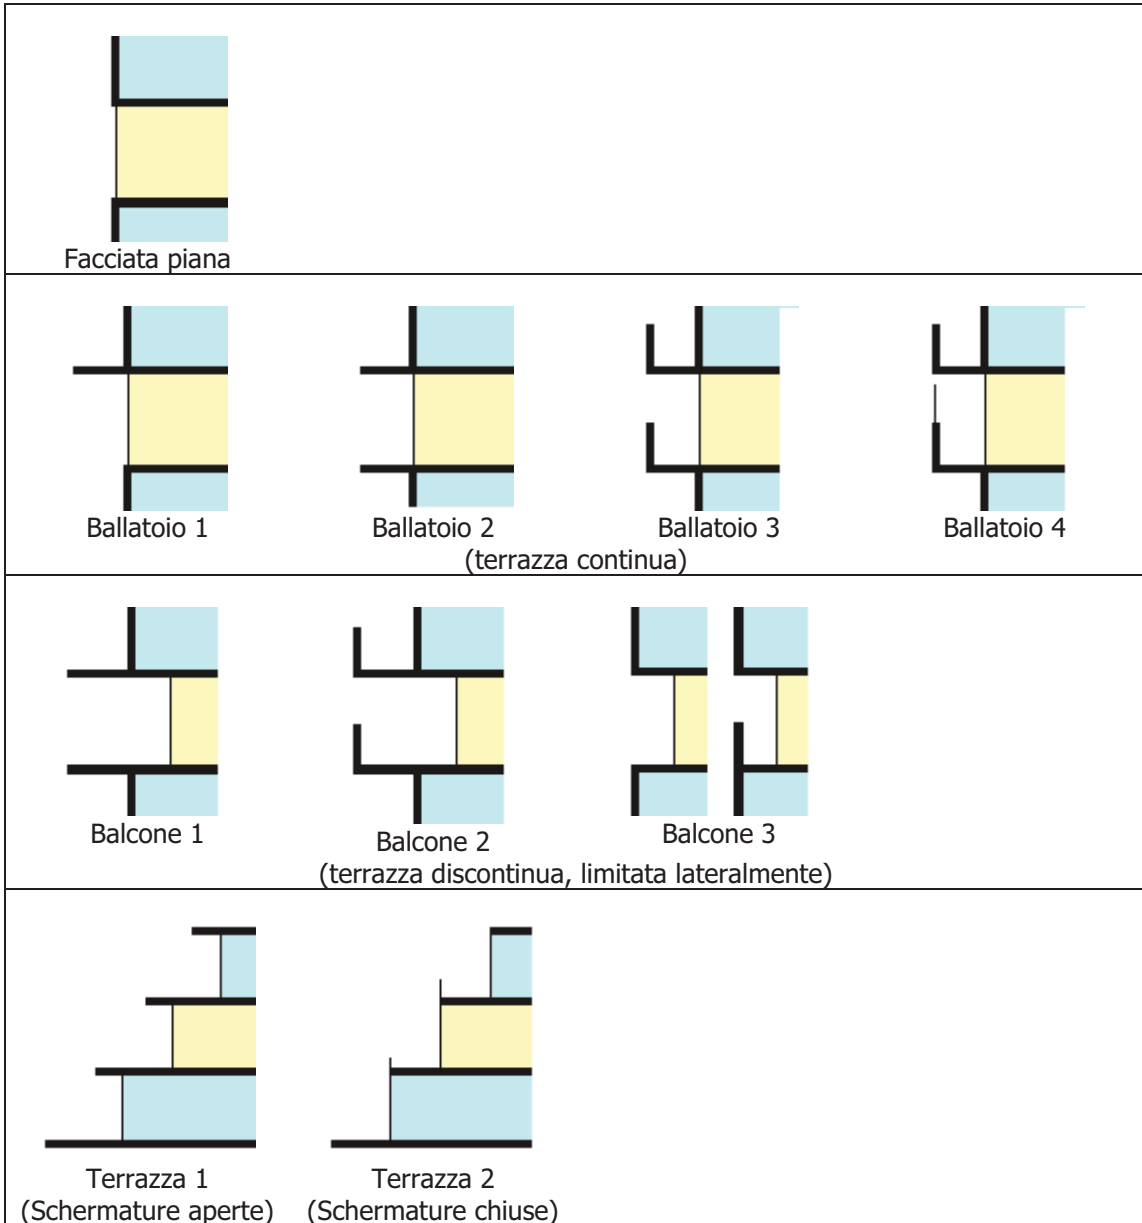 Facciata piana
Ballatoio 1 Ballatoio 2 Ballatoio 3 Ballatoio 4
(terrazza continua)
Balcone 1 Balcone 2 Balcone 3
(terrazza discontinua, limitata lateralmente)
Terrazza 1 Terrazza 2
(Schermature aperte) (Schermature chiuse)